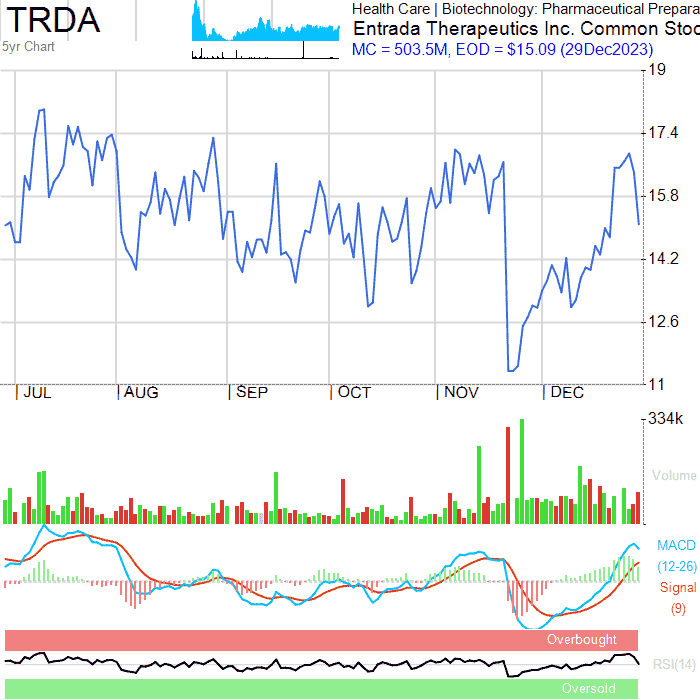 TRDA
5yr Chart
Health Care | Biotechnology: Pharmaceutical Prepara
Entrada Therapeutics Inc. Common Stoc
MC = 503.5M, EOD = $15.09 (29Dec2023)
19
17.4
15.8
14.2
12.6
11
| JUL | AUG | SEP | OCT | NOV | DEC
334k
Volume
MACD
(12-26)
Signal
(9)
Overbought
RSI(14)
Oversold